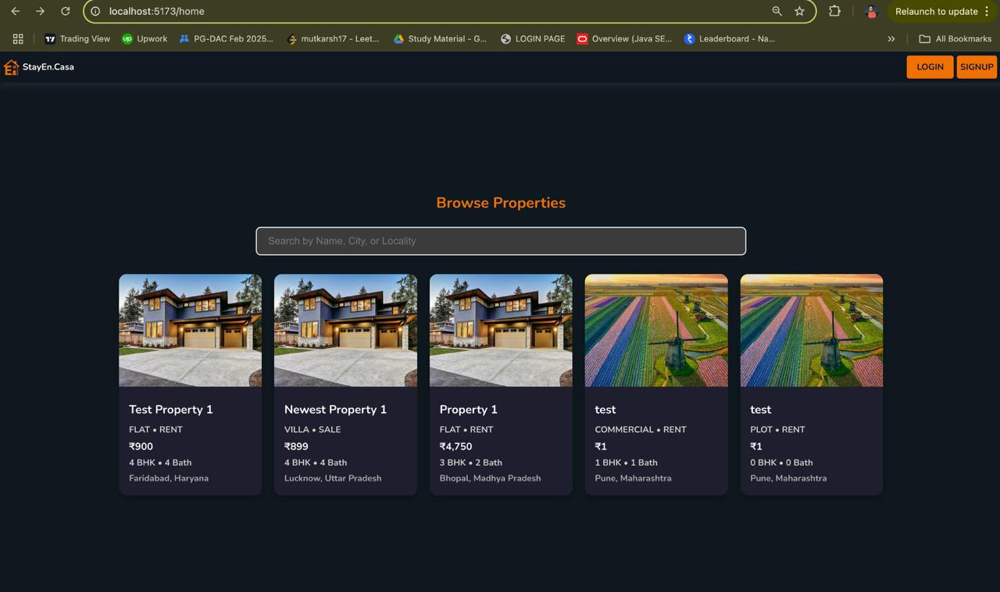 localhost:5173/home
Relaunch to update
Trading View
up Upwork
PG-DAC Feb 2025...
mutkarsh17 - Leet...
Study Material - G...
LOGIN PAGE
Overview (Java SE...
Leaderboard - Na...
»
All Bookmarks
StayEn.Casa
LOGIN
SIGNUP
Browse Properties
Search by Name, City, or Locality
Test Property 1
FLAT • RENT
₹900
4 BHK • 4 Bath
Faridabad, Haryana
Newest Property 1
VILLA • SALE
₹899
4 BHK • 4 Bath
Lucknow, Uttar Pradesh
Property 1
FLAT • RENT
₹4,750
3 BHK • 2 Bath
Bhopal, Madhya Pradesh
test
COMMERCIAL • RENT
₹1
1 BHK • 1 Bath
Pune, Maharashtra
test
PLOT • RENT
₹1
0 BHK • 0 Bath
Pune, Maharashtra